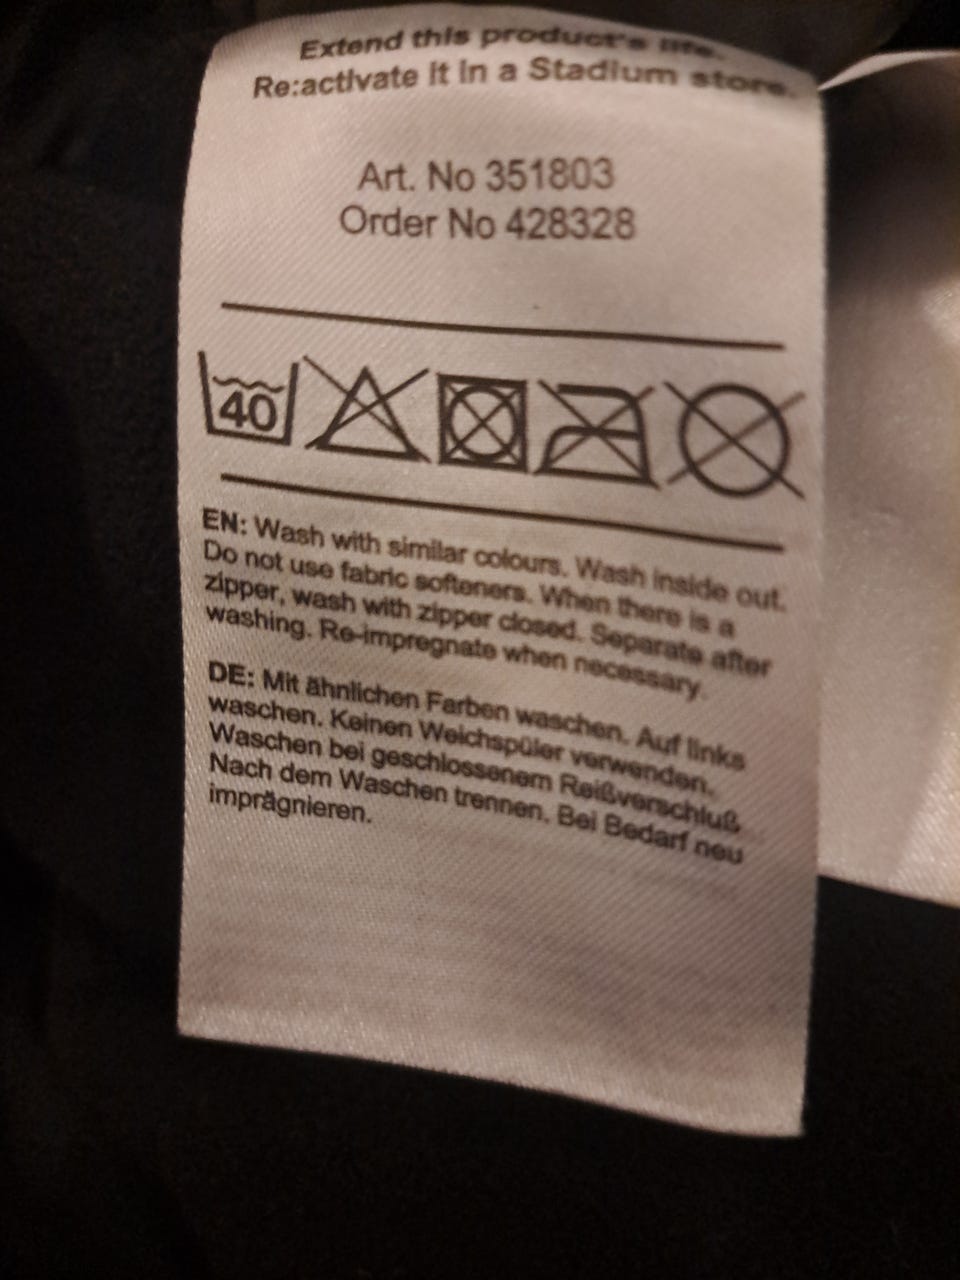 Extend this product's life.
Re:activate it in a Stadium store.
Art. No 351803
Order No 428328
40
EN: Wash with similar colours. Wash inside out.
Do not use fabric softeners. When there is a
zipper, wash with zipper closed. Separate after
washing. Re-impregnate when necessary.
DE: Mit ähnlichen Farben waschen. Auf links
waschen. Keinen Weichspüler verwenden.
Waschen bei geschlossenem Reißverschluß.
Nach dem Waschen trennen. Bei Bedarf neu
imprägnieren.